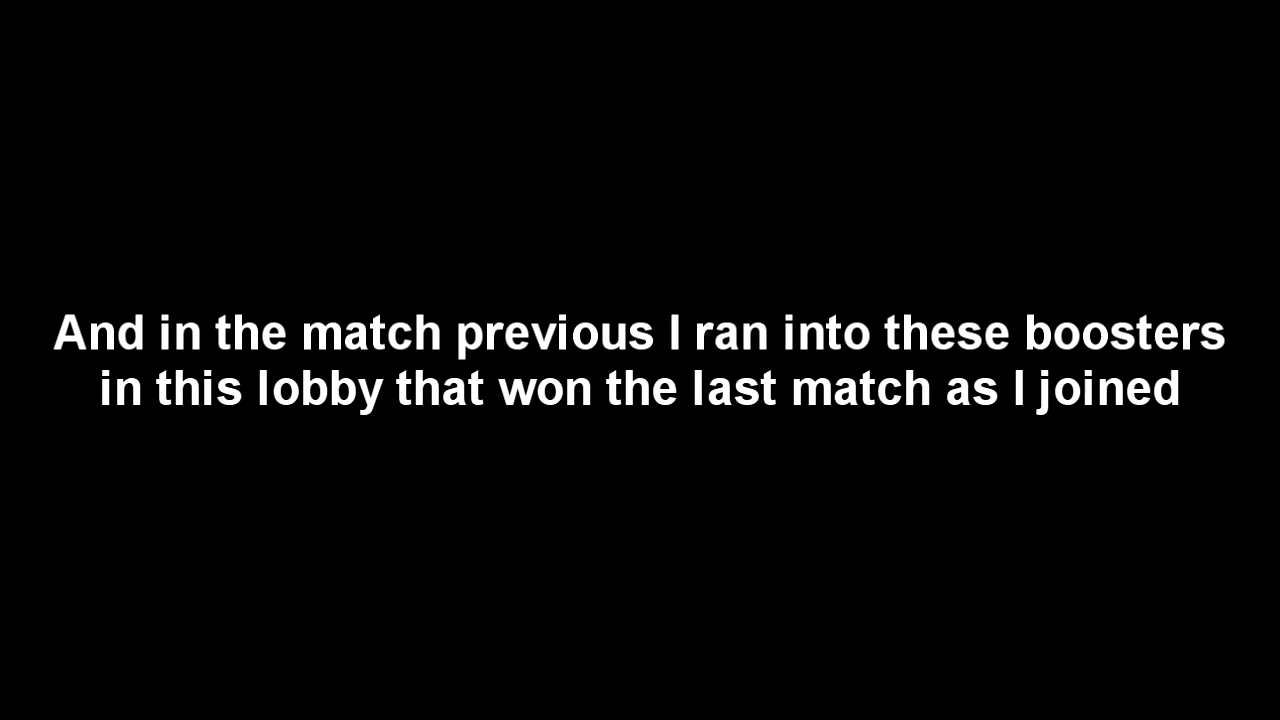 And in the match previous I ran into these boosters
in this lobby that won the last match as I joined